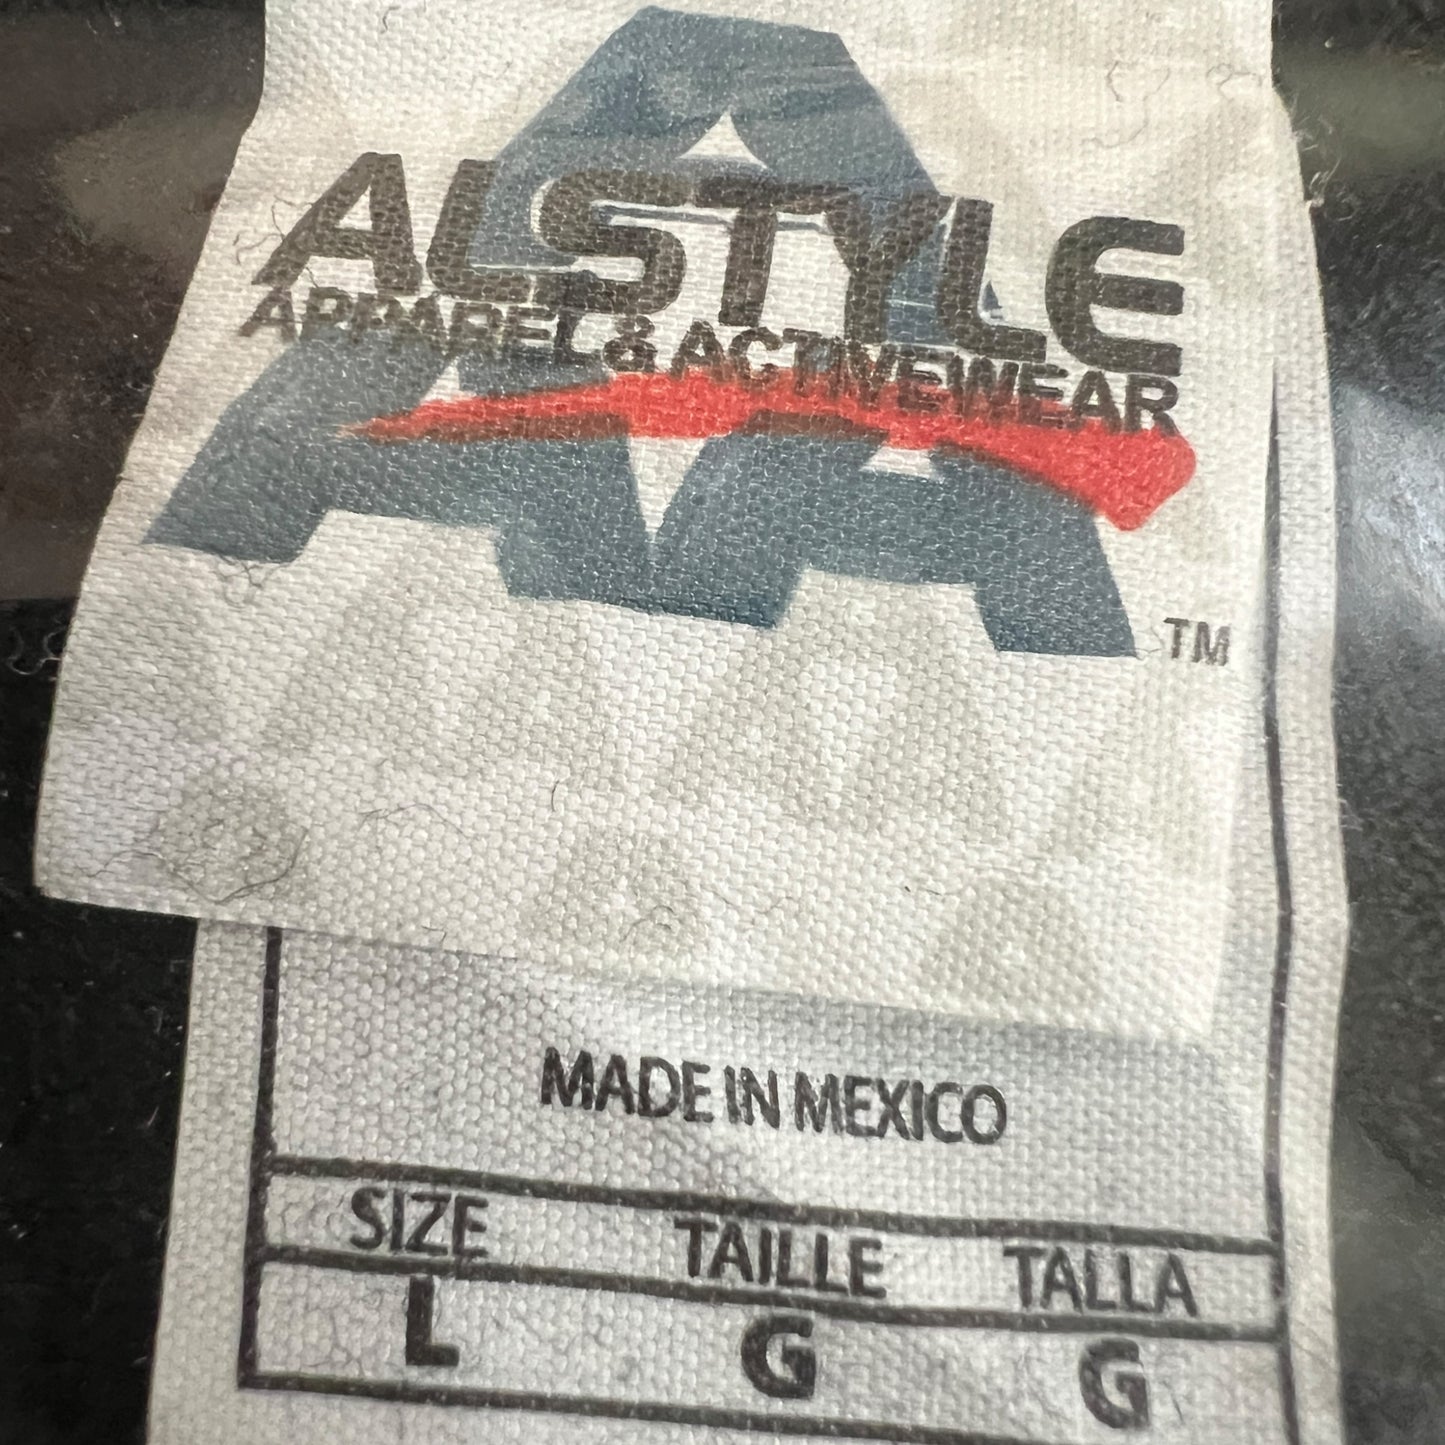 ALSTYLE
APPAREL & ACTIVEWEAR
TM
MADE IN MEXICO
SIZE TAILLE TALLA
L G G